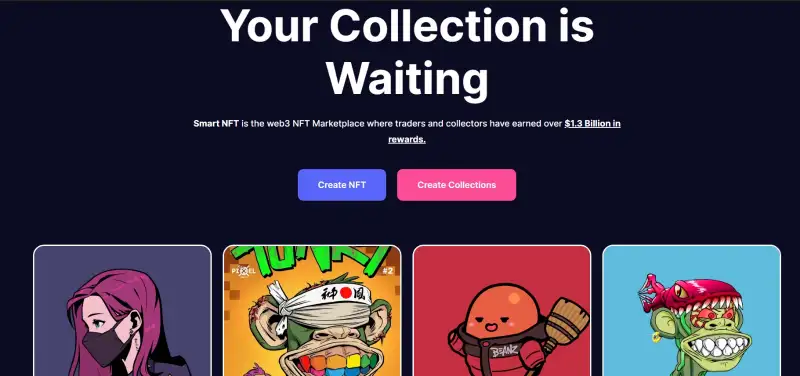 Your Collection is
Waiting
Smart NFT is the web3 NFT Marketplace where traders and collectors have earned over $1.3 Billion in
rewards.
Create NFT
Create Collections
PIXEL
#2
神風
BEANZ